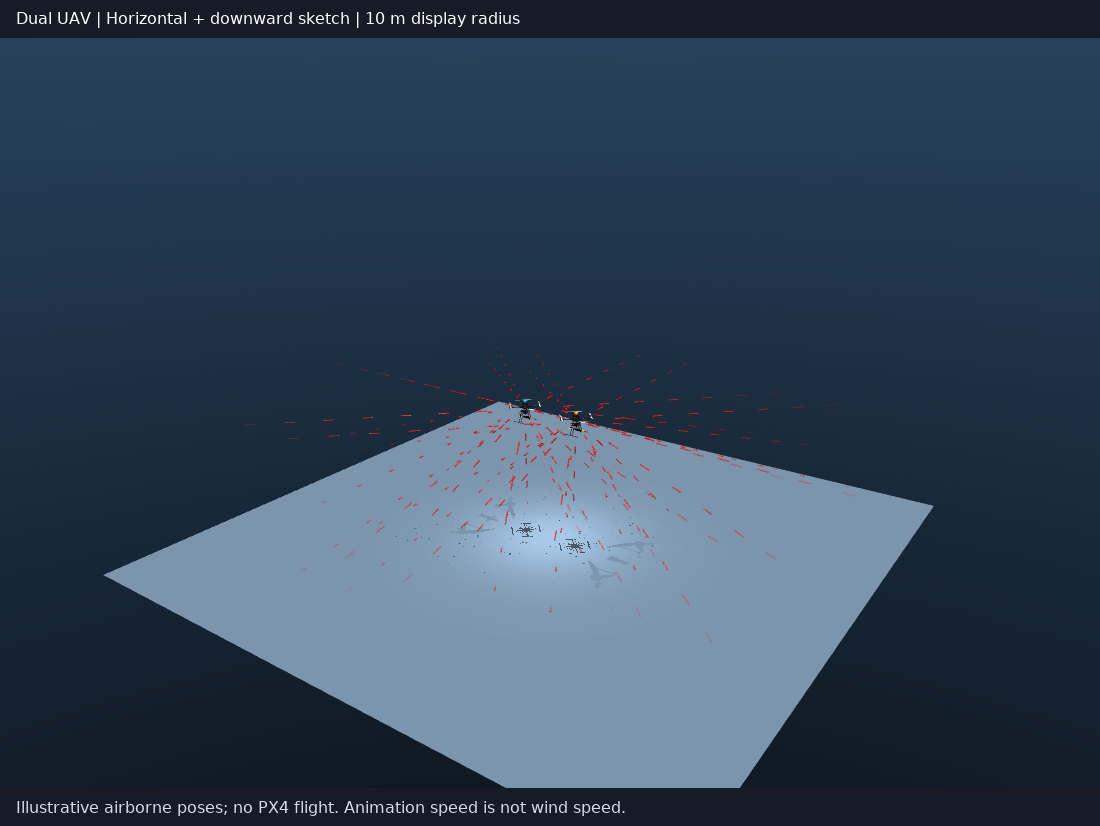 Dual UAV | Horizontal + downward sketch | 10 m display radius
Illustrative airborne poses; no PX4 flight. Animation speed is not wind speed.